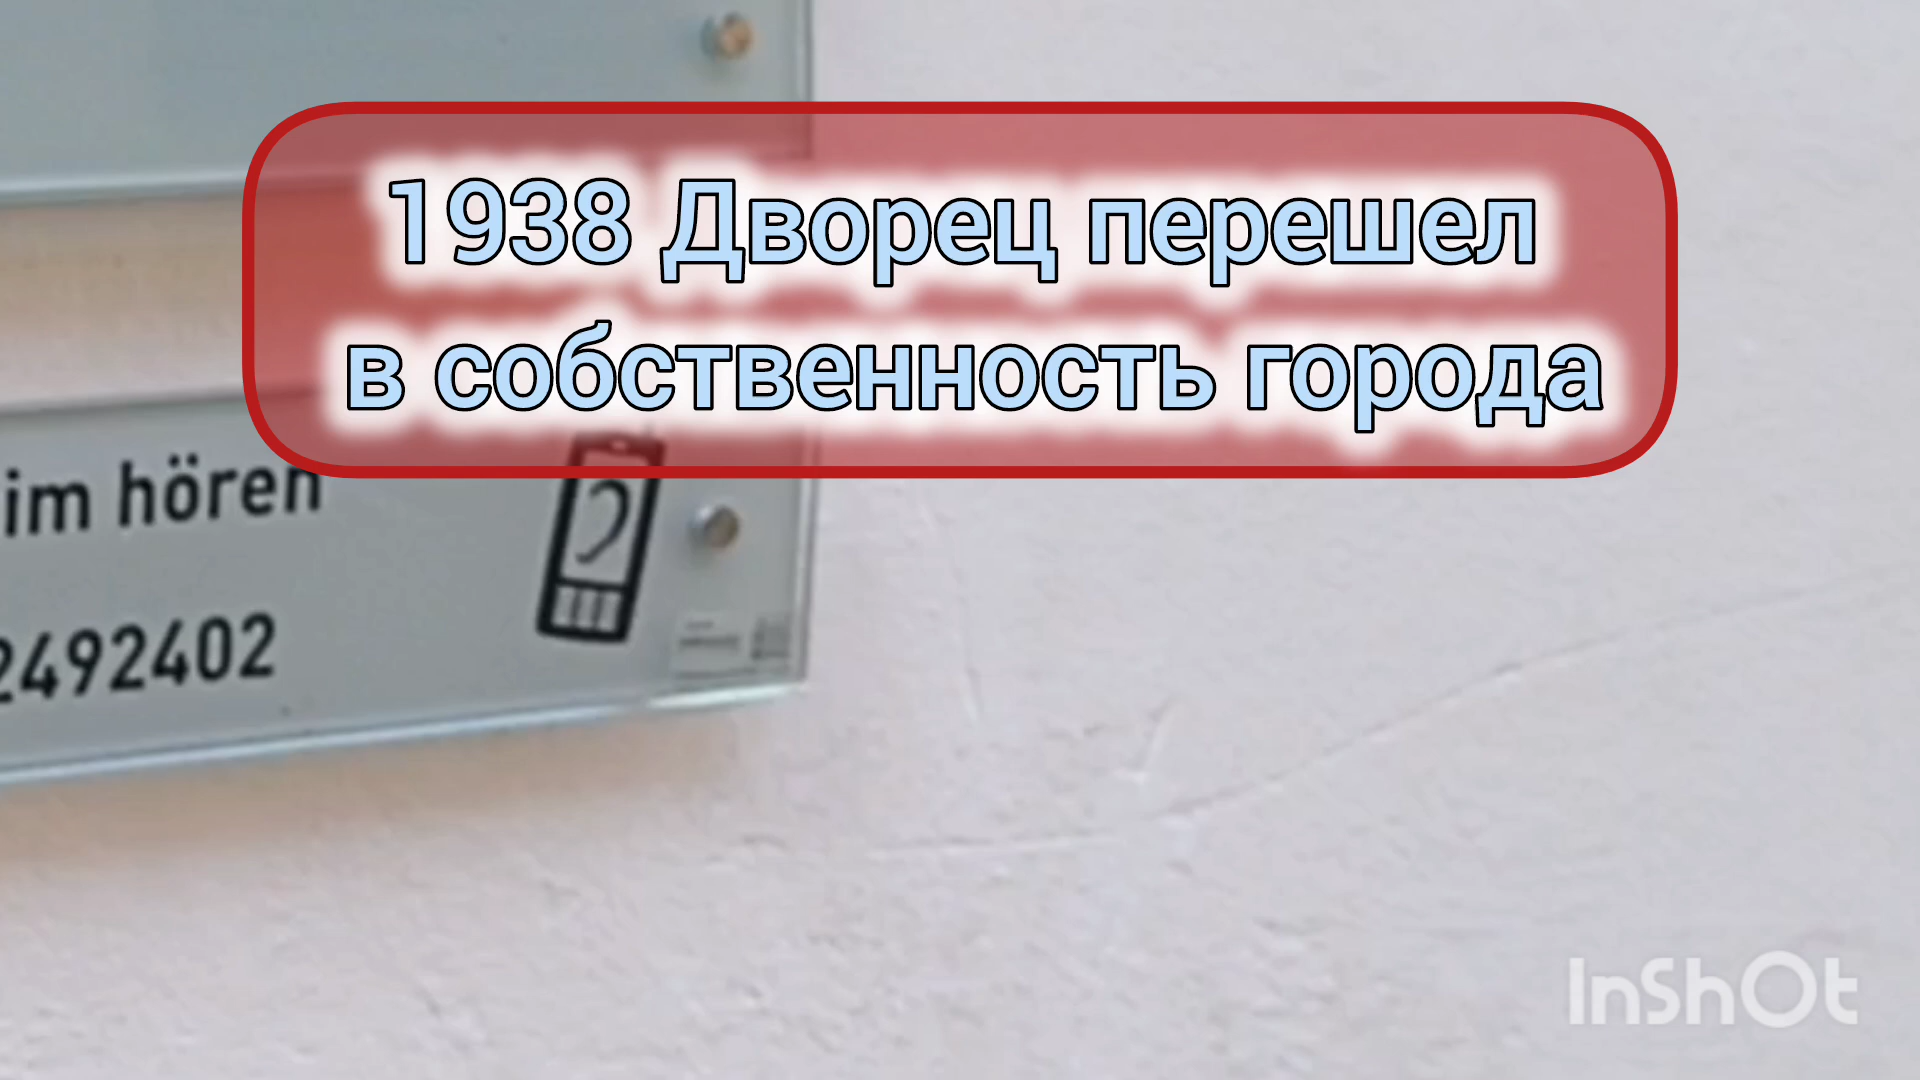 1938 Дворец перешел
в собственность города
im hören
2492402
InShOt